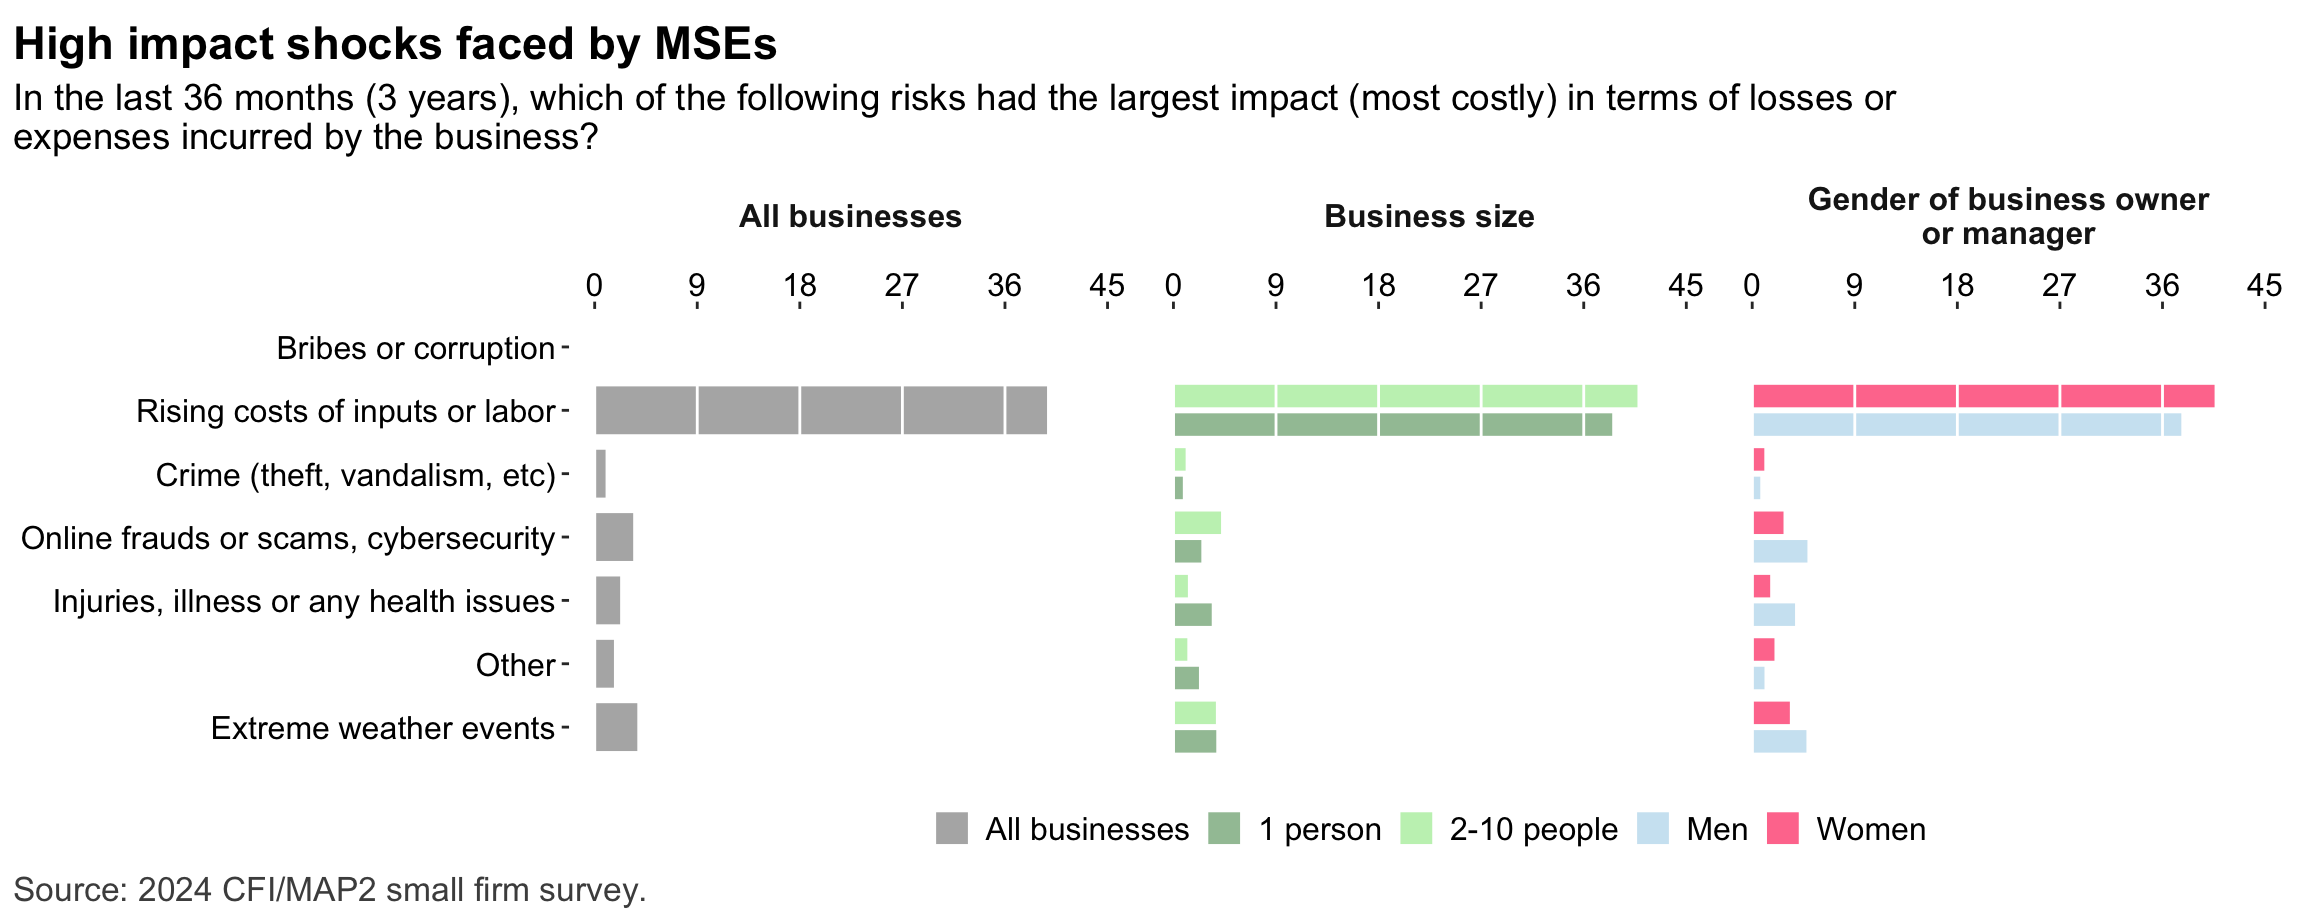 High impact shocks faced by MSEs
In the last 36 months (3 years), which of the following risks had the largest impact (most costly) in terms of losses or
expenses incurred by the business?
All businesses
Business size
Gender of business owner
or manager
0 9 18 27 36 45 0 9 18 27 36 45 0 9 18 27 36 45
Bribes or corruption
Rising costs of inputs or labor
Crime (theft, vandalism, etc)
Online frauds or scams, cybersecurity
Injuries, illness or any health issues
Other
Extreme weather events
All businesses 1 person 2-10 people Men Women
Source: 2024 CFI/MAP2 small firm survey.